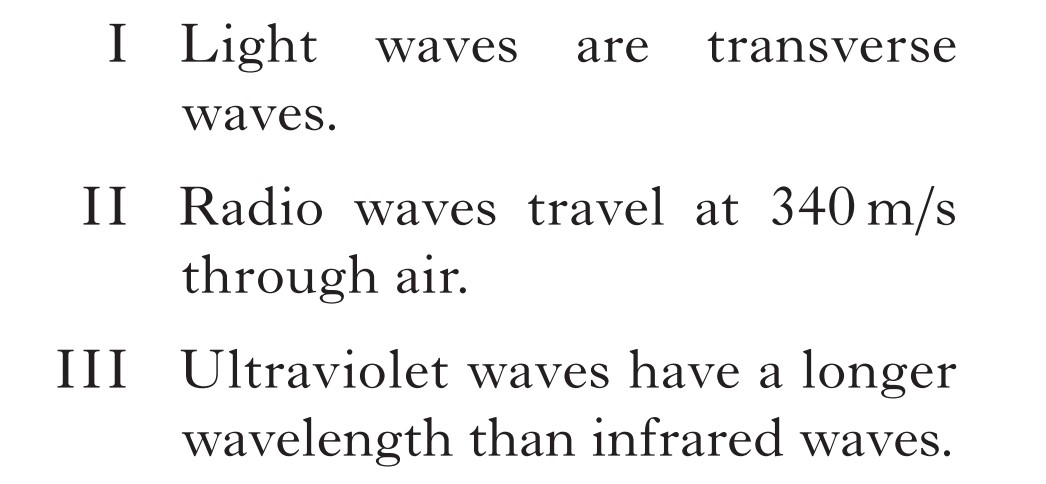 I Light waves are transverse
waves.
II Radio waves travel at 340 m/s
through air.
III Ultraviolet waves have a longer
wavelength than infrared waves.